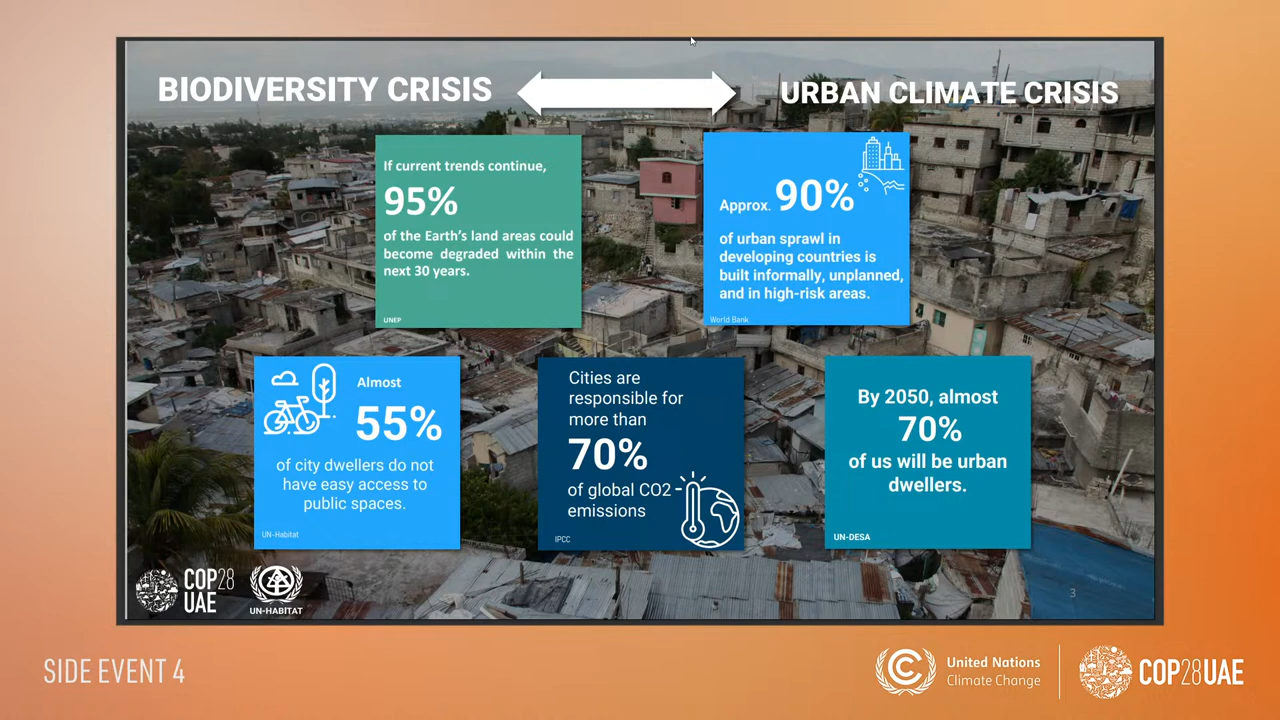 BIODIVERSITY CRISIS
URBAN CLIMATE CRISIS
If current trends continue,
95%
of the Earth's land areas could
become degraded within the
next 30 years.
UNEP
Approx. 90%
of urban sprawl in
developing countries is
built informally, unplanned,
and in high-risk areas.
World Bank
Almost
55%
of city dwellers do not
have easy access to
public spaces.
UN-Habitat
Cities are
responsible for
more than
70%
of global CO2
emissions
IPCC
By 2050, almost
70%
of us will be urban
dwellers.
UN-DESA
COP28
UAE
UN-HABITAT
3
SIDE EVENT 4
United Nations
Climate Change
COP28UAE